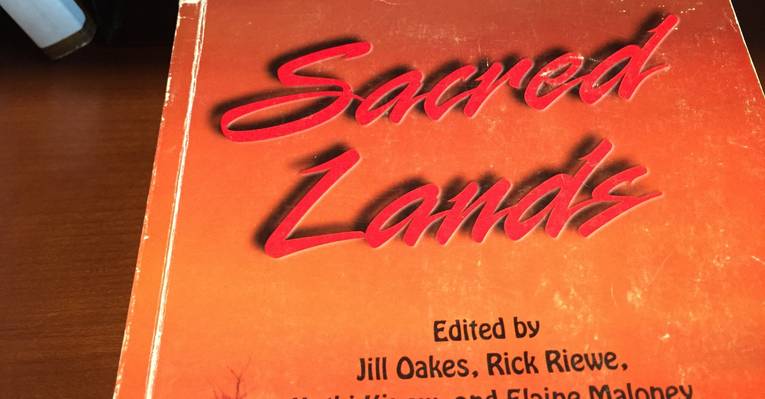 Sacred
Lands
Edited by
Jill Oakes, Rick Riewe,
and Elaine Maloney